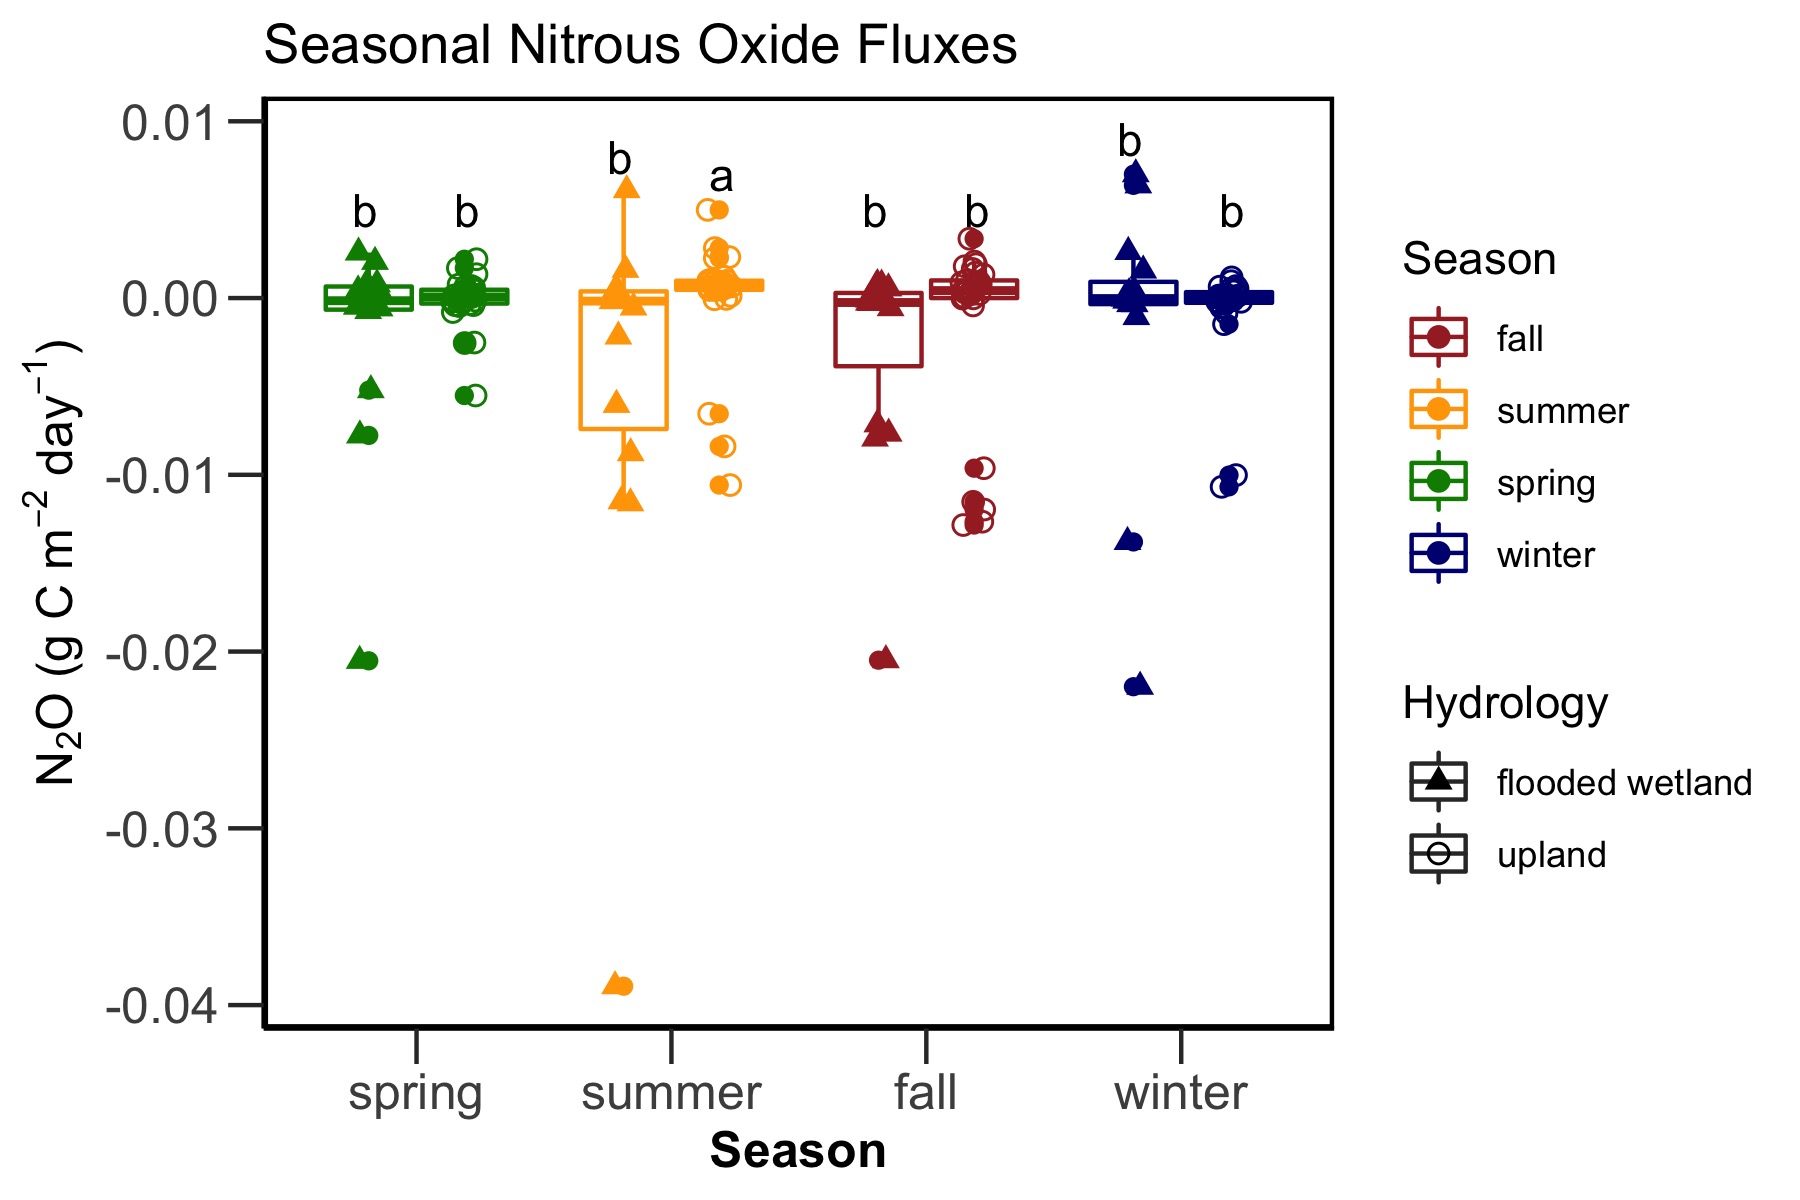 Seasonal Nitrous Oxide Fluxes
N₂O (g C m⁻² day⁻¹)
0.01
0.00
-0.01
-0.02
-0.03
-0.04
b
b
b
a
b
b
b
b
spring
summer
fall
winter
Season
Season
fall
summer
spring
winter
Hydrology
flooded wetland
upland